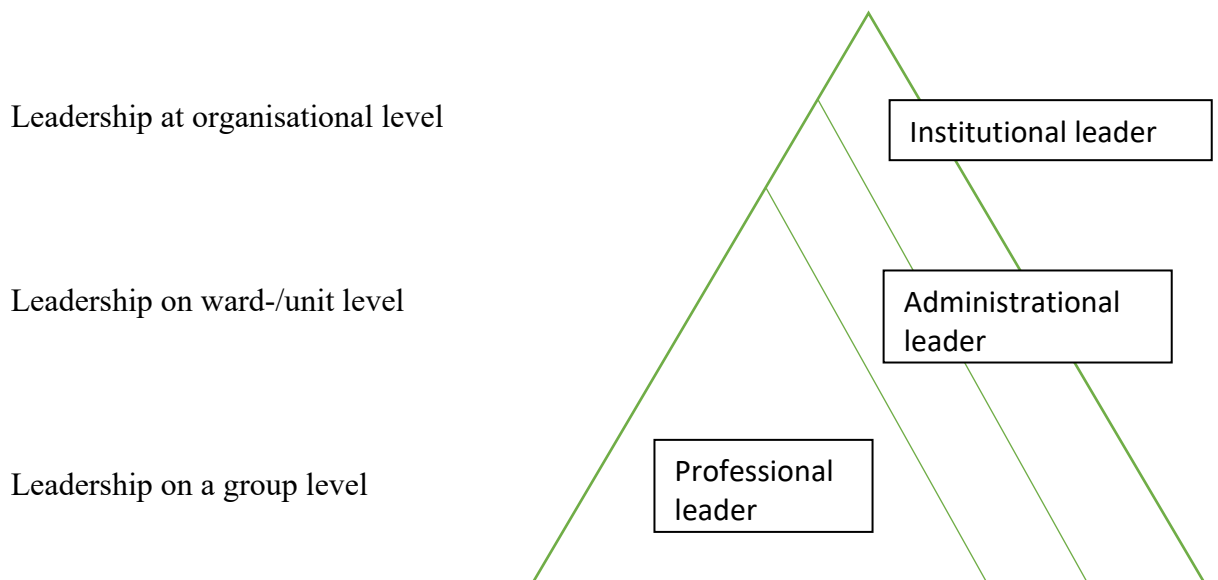 Leadership at organisational level
Institutional leader
Leadership on ward-/unit level
Administrational
leader
Leadership on a group level
Professional
leader